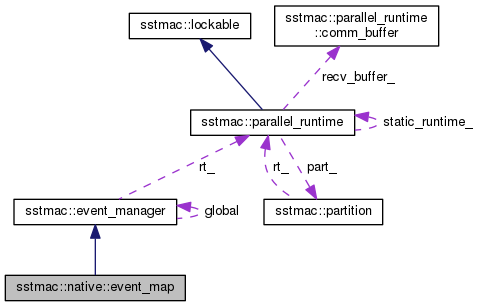 sstmac::lockable
sstmac::parallel_runtime
::comm_buffer
recv_buffer_
sstmac::parallel_runtime
static_runtime_
rt_
rt_
part_
sstmac::event_manager
global
sstmac::partition
sstmac::native::event_map